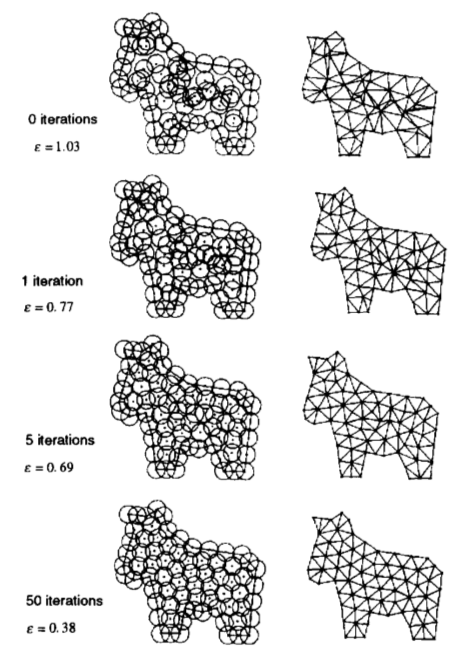 0 iterations
ε = 1.03
1 iteration
ε = 0.77
5 iterations
ε = 0.69
50 iterations
ε = 0.38